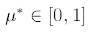 μ* ∈ [0, 1]